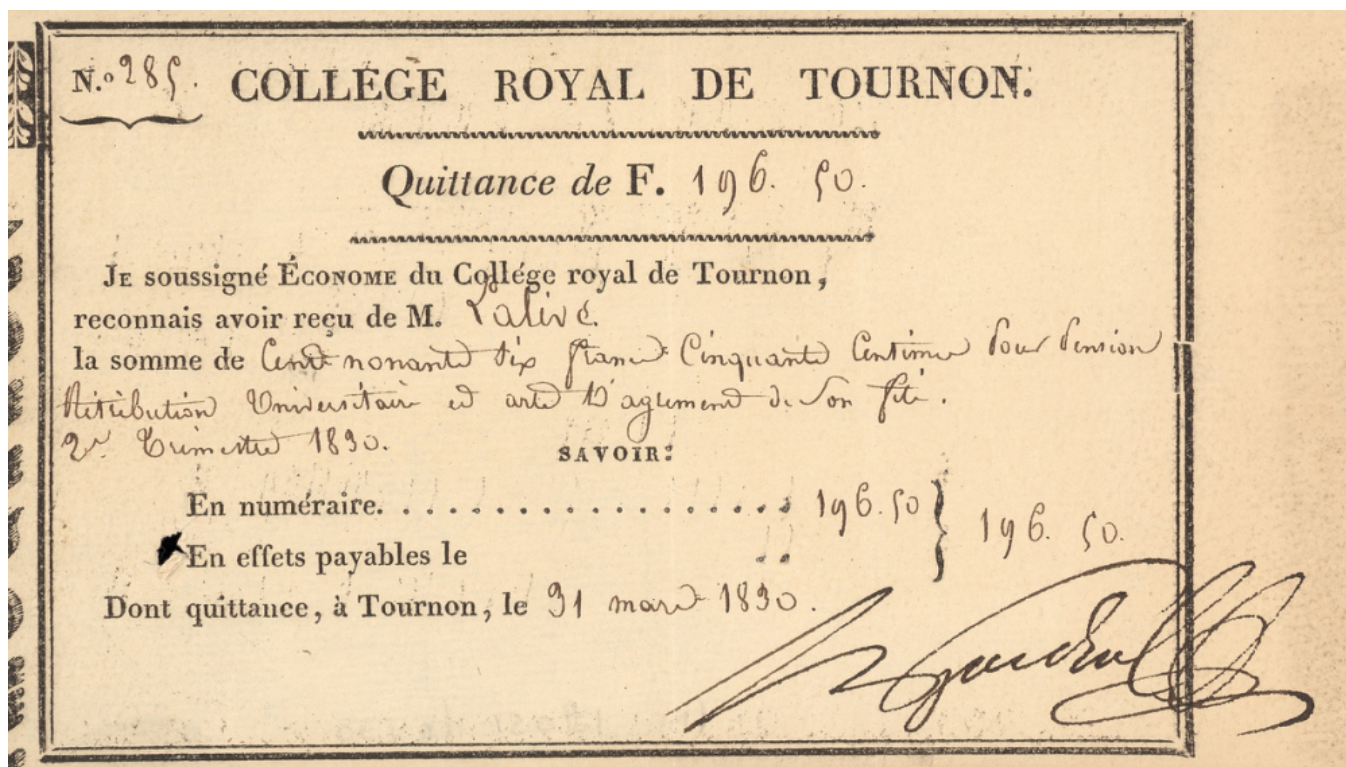 N.º 285. COLLÉGE ROYAL DE TOURNON.
Quittance de F. 196. 50.
JE soussigné ÉCONOME du Collége royal de Tournon,
reconnais avoir reçu de M. Lalive.
la somme de Cent nonante Six francs Cinquante Centimes pour pension
Rétribution Universitaire et arts D'agrément de Son fils.
2e Trimestre 1830.
SAVOIR:
En numéraire. . . . . . . . . . . . . . . . . . . 196.50 } 196. 50.
En effets payables le
Dont quittance, à Tournon, le 31 mars 1830.